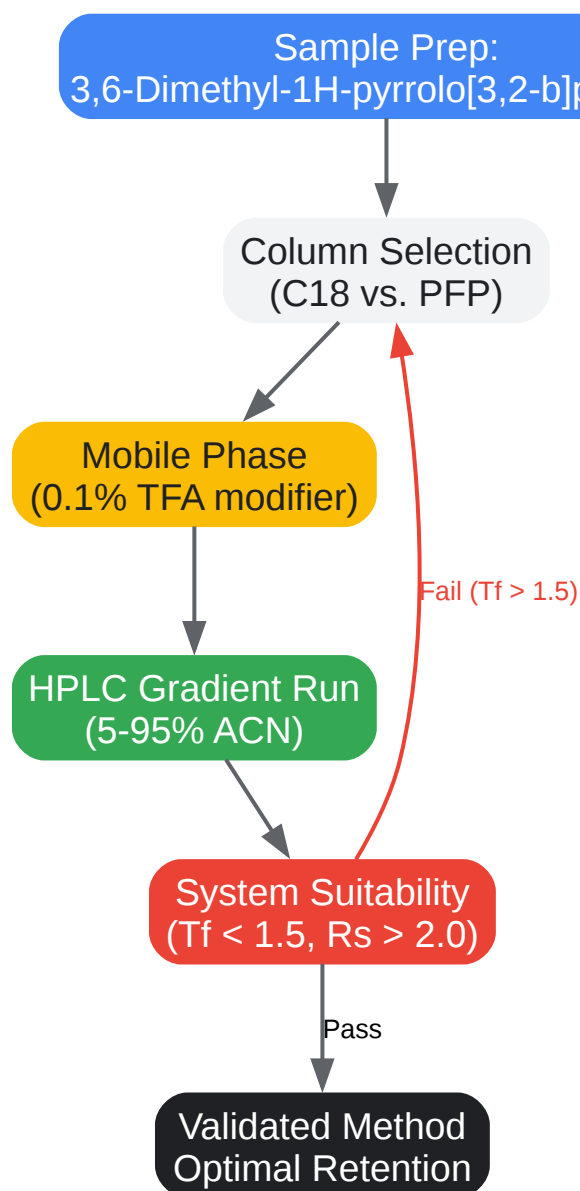 Sample Prep:
3,6-Dimethyl-1H-pyrrolo[3,2-b]p
Column Selection
(C18 vs. PFP)
Mobile Phase
(0.1% TFA modifier)
Fail (Tf > 1.5)
HPLC Gradient Run
(5-95% ACN)
System Suitability
(Tf < 1.5, Rs > 2.0)
Pass
Validated Method
Optimal Retention